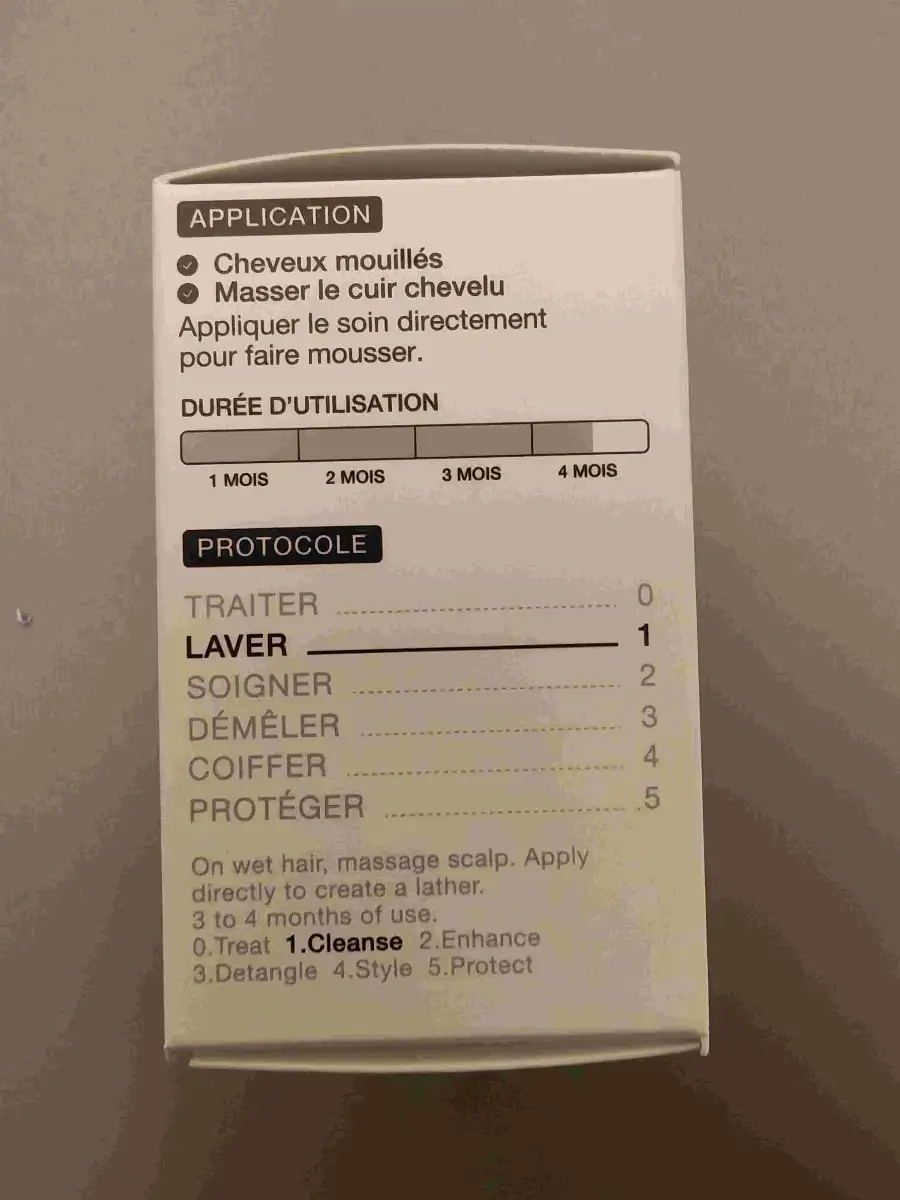 APPLICATION
Cheveux mouillés
Masser le cuir chevelu
Appliquer le soin directement
pour faire mousser.
DURÉE D'UTILISATION
1 MOIS 2 MOIS 3 MOIS 4 MOIS
PROTOCOLE
TRAITER 0
LAVER 1
SOIGNER 2
DÉMÊLER 3
COIFFER 4
PROTÉGER 5
On wet hair, massage scalp. Apply
directly to create a lather.
3 to 4 months of use.
0.Treat 1.Cleanse 2.Enhance
3.Detangle 4.Style 5.Protect